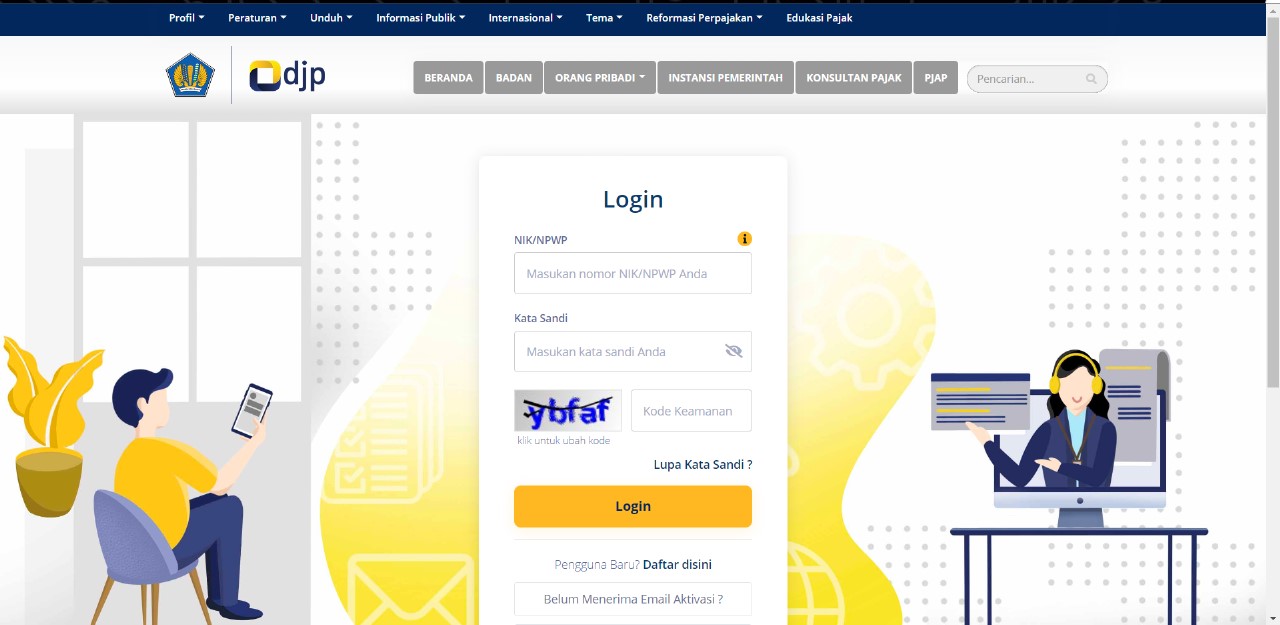 Profil Peraturan Unduh Informasi Publik Internasional Tema Reformasi Perpajakan Edukasi Pajak
djp
BERANDA BADAN ORANG PRIBADI INSTANSI PEMERINTAH KONSULTAN PAJAK PJAP Pencarian...
Login
NIK/NPWP
Masukan nomor NIK/NPWP Anda
Kata Sandi
Masukan kata sandi Anda
ybfaf Kode Keamanan
klik untuk ubah kode
Lupa Kata Sandi ?
Login
Pengguna Baru? Daftar disini
Belum Menerima Email Aktivasi ?